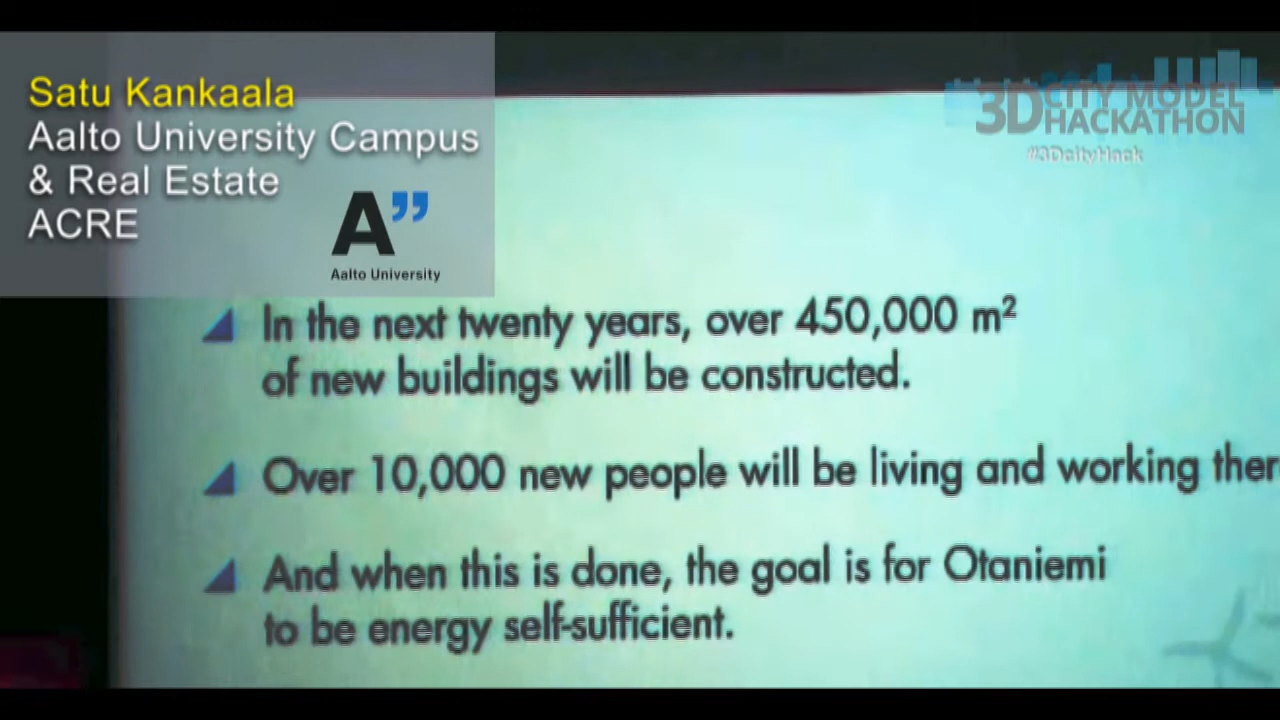 Satu Kankaala
Aalto University Campus
& Real Estate
ACRE
A”
Aalto University
3D CITY MODEL
HACKATHON
#3DcityHack
In the next twenty years, over 450,000 m²
of new buildings will be constructed.
Over 10,000 new people will be living and working ther
And when this is done, the goal is for Otaniemi
to be energy self-sufficient.